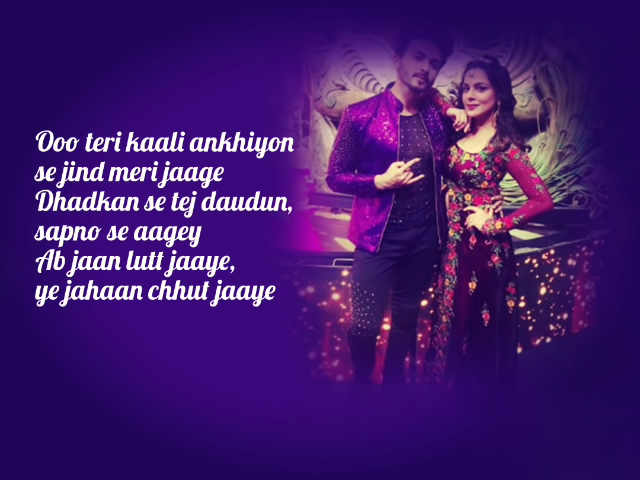 Ooo teri kaali ankhiyon
se jind meri jaage
Dhadkan se tej daudun,
sapno se aagey
Ab jaan lutt jaaye,
ye jahaan chhut jaaye